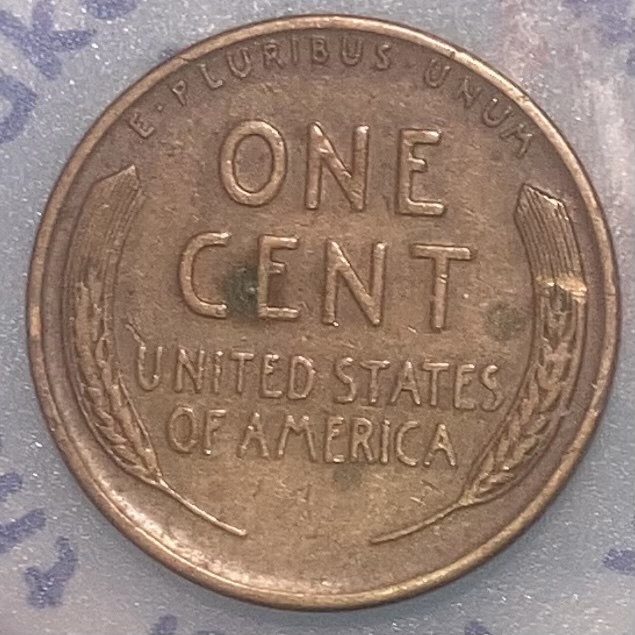 E·PLURIBUS·UNUM
ONE
CENT
UNITED STATES
OF AMERICA